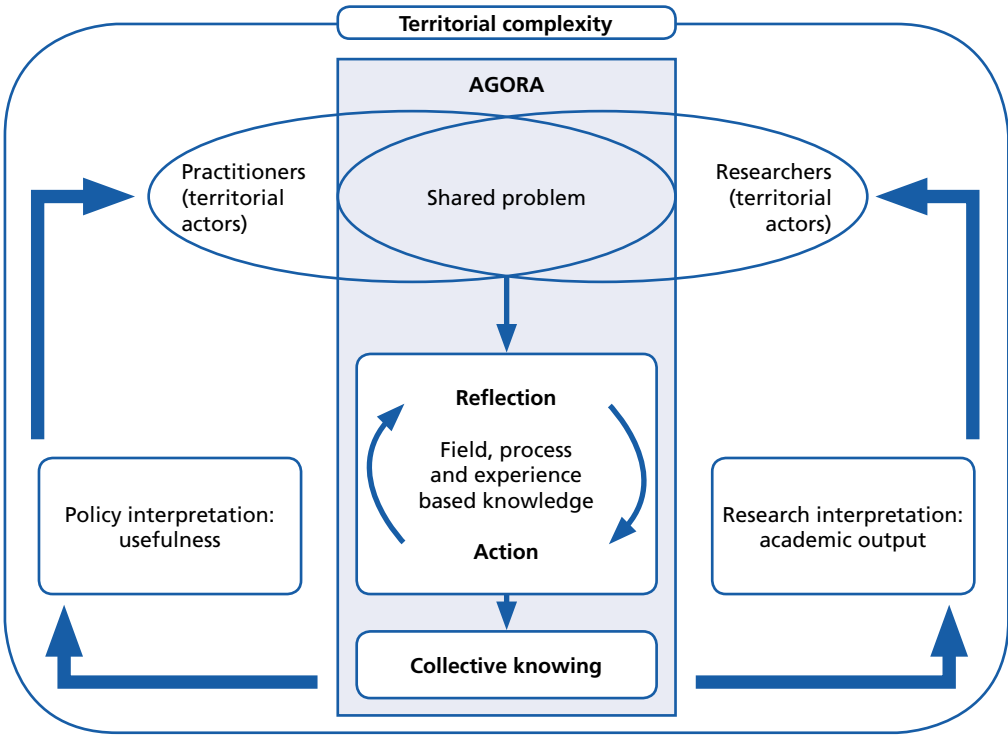 Territorial complexity
AGORA
Practitioners
(territorial
actors)
Shared problem
Researchers
(territorial
actors)
Reflection
Field, process
and experience
based knowledge
Action
Policy interpretation:
usefulness
Research interpretation:
academic output
Collective knowing